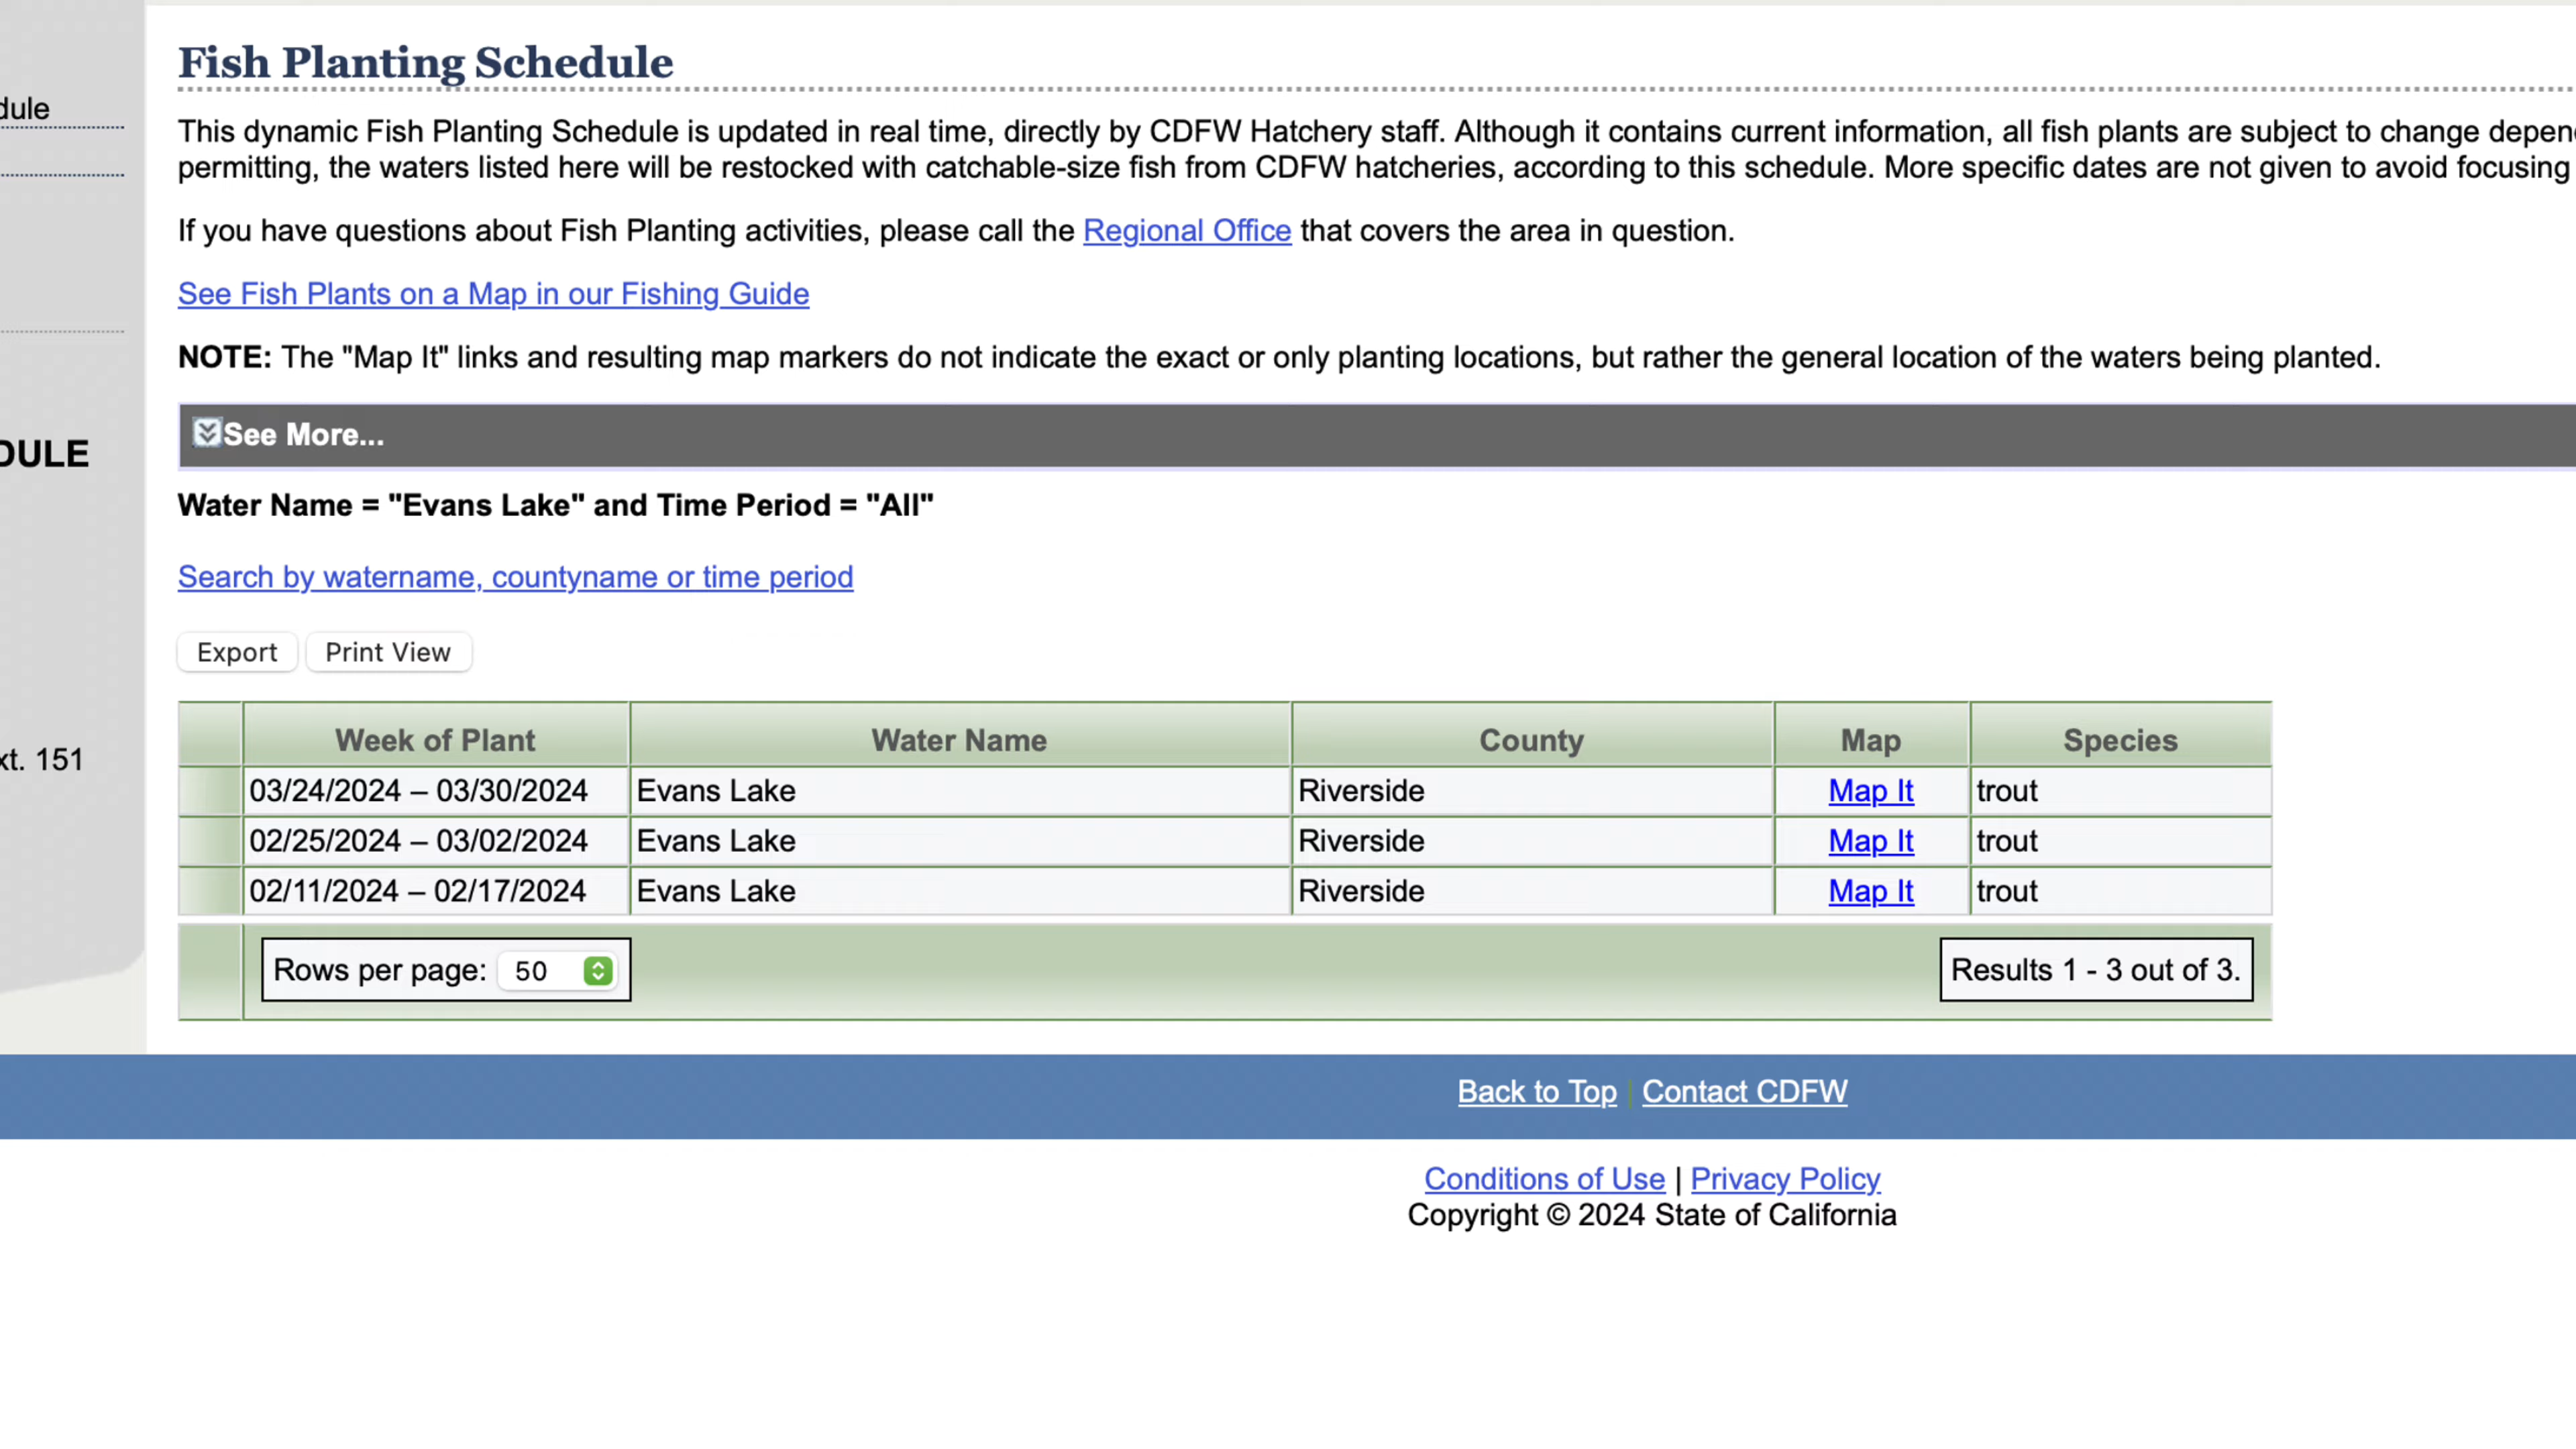 Fish Planting Schedule
dule
This dynamic Fish Planting Schedule is updated in real time, directly by CDFW Hatchery staff. Although it contains current information, all fish plants are subject to change depen
permitting, the waters listed here will be restocked with catchable-size fish from CDFW hatcheries, according to this schedule. More specific dates are not given to avoid focusing
If you have questions about Fish Planting activities, please call the Regional Office that covers the area in question.
See Fish Plants on a Map in our Fishing Guide
NOTE: The "Map It" links and resulting map markers do not indicate the exact or only planting locations, but rather the general location of the waters being planted.
See More...
DULE
Water Name = "Evans Lake" and Time Period = "All"
Search by watername, countyname or time period
Export Print View
Week of Plant Water Name County Map Species
xt. 151
03/24/2024 – 03/30/2024 Evans Lake Riverside Map It trout
02/25/2024 – 03/02/2024 Evans Lake Riverside Map It trout
02/11/2024 – 02/17/2024 Evans Lake Riverside Map It trout
Rows per page: 50 Results 1 - 3 out of 3.
Back to Top | Contact CDFW
Conditions of Use | Privacy Policy
Copyright © 2024 State of California